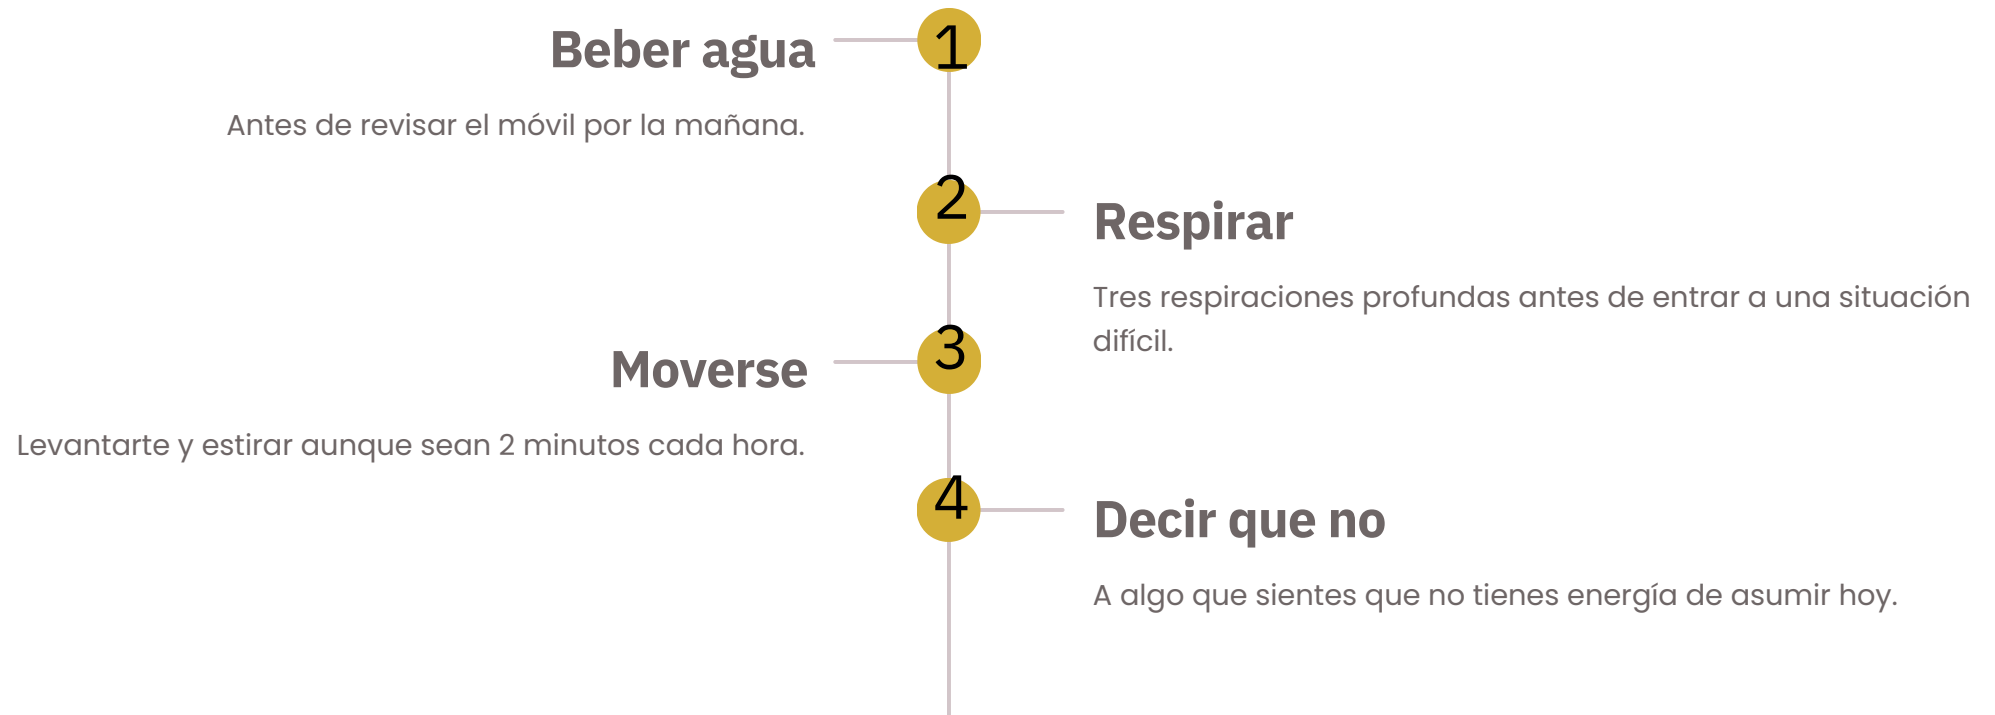 1
Beber agua
Antes de revisar el móvil por la mañana.
2
Respirar
Tres respiraciones profundas antes de entrar a una situación
difícil.
3
Moverse
Levantarte y estirar aunque sean 2 minutos cada hora.
4
Decir que no
A algo que sientes que no tienes energía de asumir hoy.